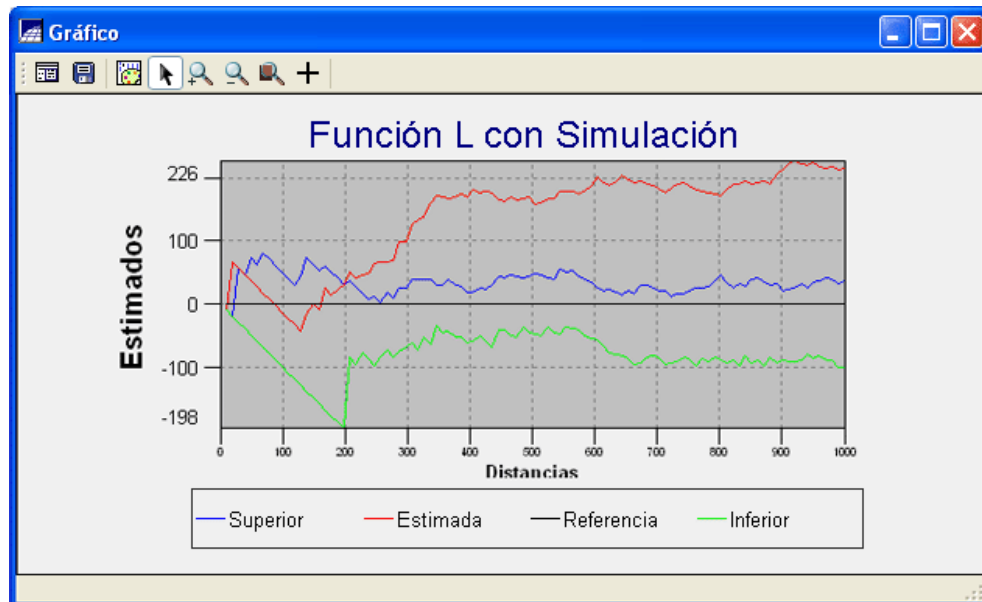 Gráfico
Función L con Simulación
Estimados
226
100
0
-100
-198
0 100 200 300 400 500 600 700 800 900 1000
Distancias
Superior Estimada Referencia Inferior